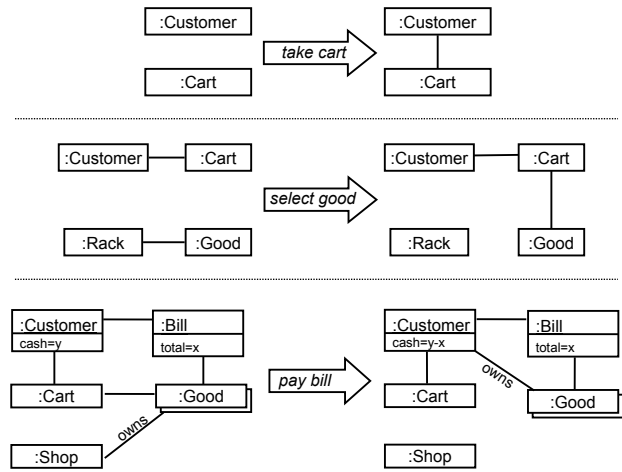 :Customer
:Customer
take cart
:Cart
:Cart
:Customer
:Cart
:Customer
:Cart
select good
:Rack
:Good
:Rack
:Good
:Customer
cash=y
:Bill
total=x
:Customer
cash=y-x
:Bill
total=x
pay bill
owns
:Cart
:Good
:Cart
:Good
owns
:Shop
:Shop